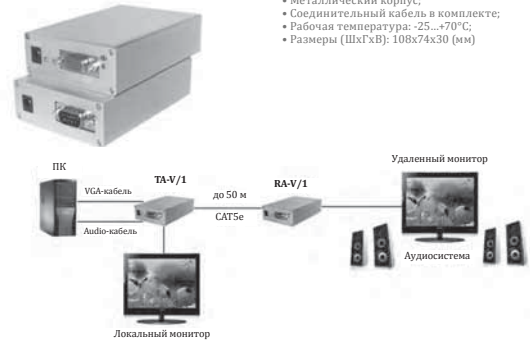 • Металлический корпус;
• Соединительный кабель в комплекте;
• Рабочая температура: -25...+70°C;
• Размеры (ШхГхВ): 108х74х30 (мм)
Удаленный монитор
ПК
TA-V/1
RA-V/1
VGA-кабель
до 50 м
CAT5e
Audio-кабель
Аудиосистема
Локальный монитор